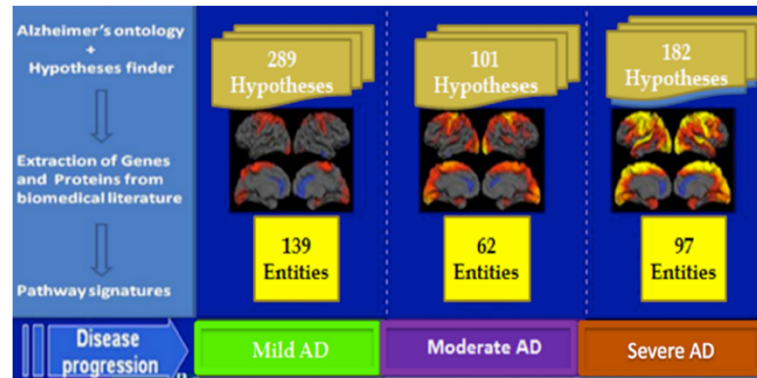 Alzheimer's ontology
+
Hypotheses finder
Extraction of Genes
and Proteins from
biomedical literature
Pathway signatures
289
Hypotheses
101
Hypotheses
182
Hypotheses
139
Entities
62
Entities
97
Entities
Disease
progression
Mild AD
Moderate AD
Severe AD